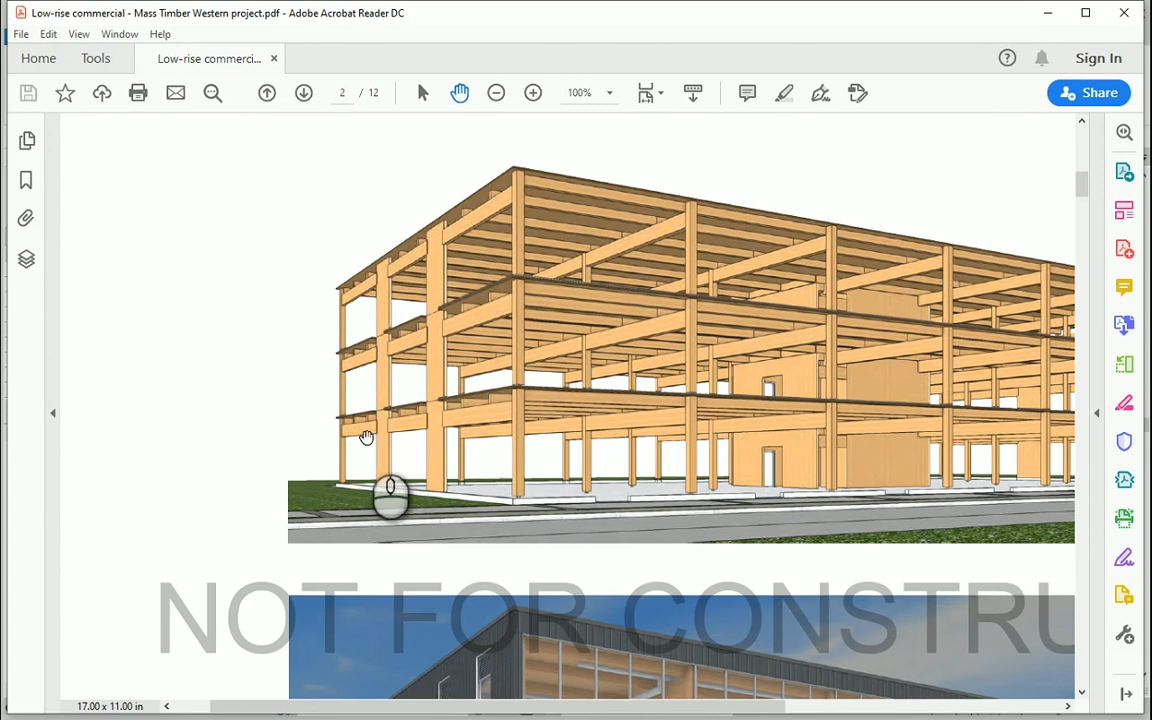 Low-rise commercial - Mass Timber Western project.pdf - Adobe Acrobat Reader DC
File Edit View Window Help
Home Tools Low-rise commerci... Sign In
2 / 12 100% Share
NOT FOR CONSTRU
17.00 x 11.00 in